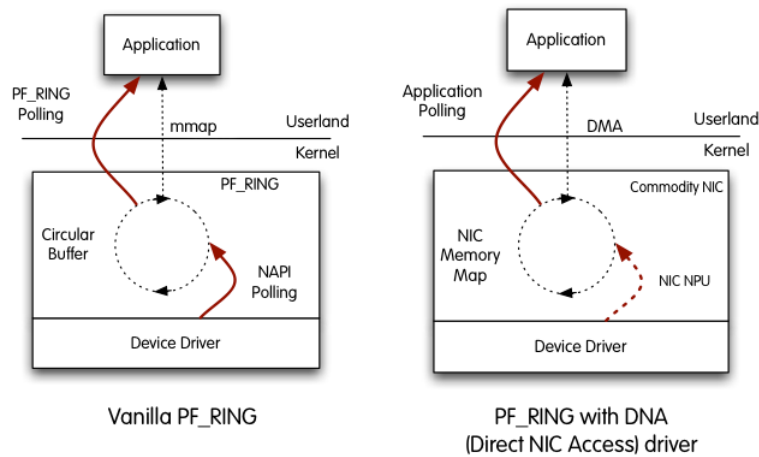 Application
PF_RING
Polling
mmap
Userland
Kernel
PF_RING
Circular
Buffer
NAPI
Polling
Device Driver
Vanilla PF_RING
Application
Application
Polling
DMA
Userland
Kernel
Commodity NIC
NIC
Memory
Map
NIC NPU
Device Driver
PF_RING with DNA
(Direct NIC Access) driver